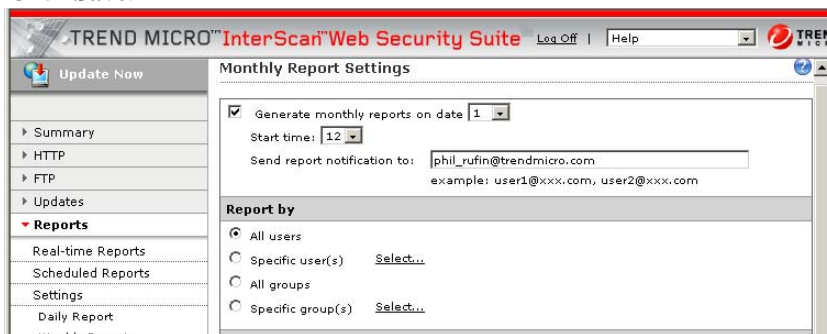 TREND MICRO™ InterScan™ Web Security Suite Log Off | Help
Update Now
Monthly Report Settings
Generate monthly reports on date 1
Start time: 12
Send report notification to: phil_rufin@trendmicro.com
example: user1@xxx.com, user2@xxx.com
Summary
HTTP
FTP
Updates
Reports
Real-time Reports
Scheduled Reports
Settings
Daily Report
Report by
All users
Specific user(s) Select...
All groups
Specific group(s) Select...